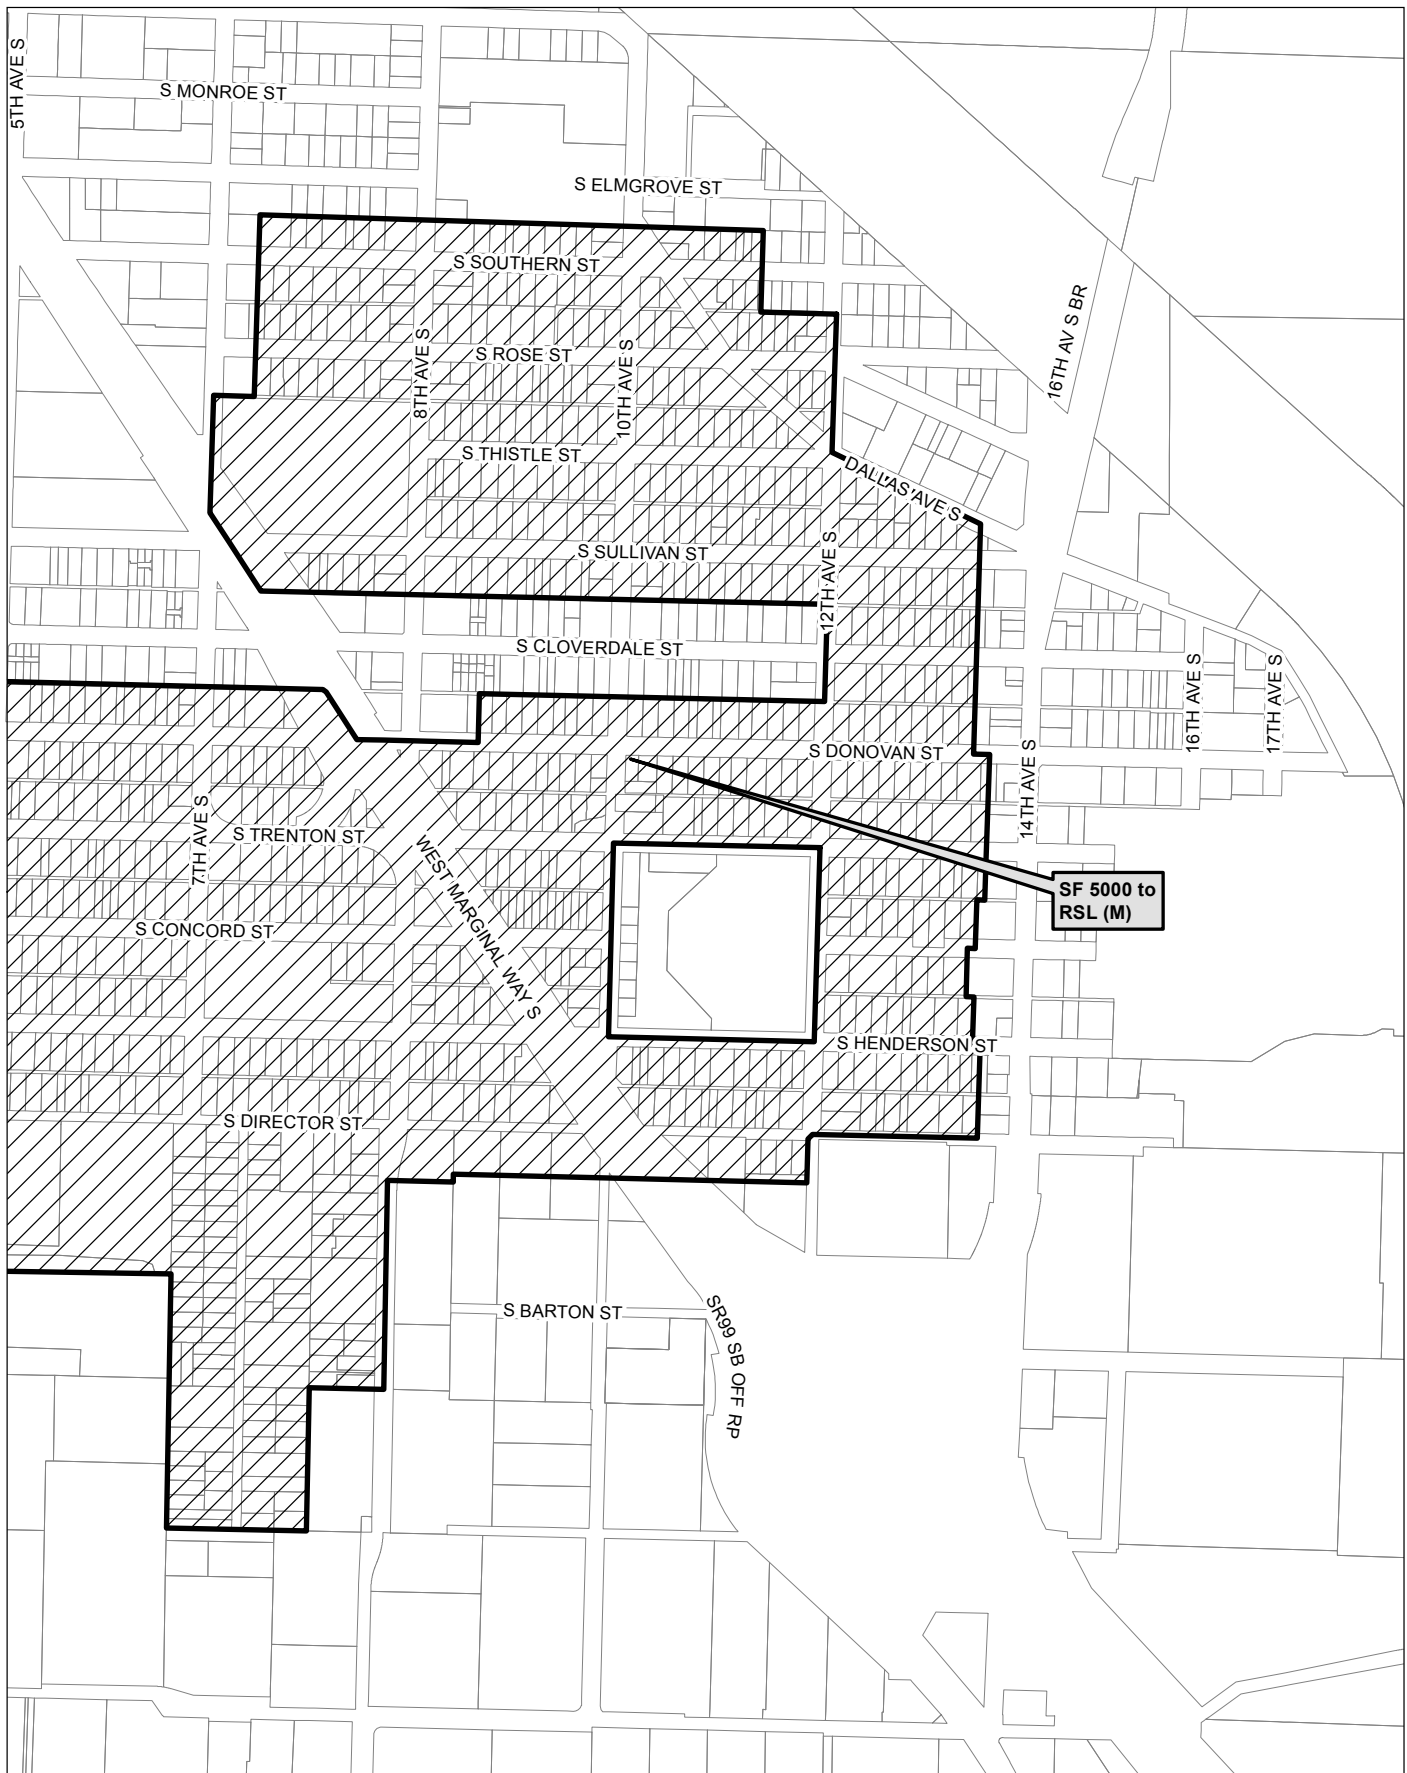 5TH AVE S
S MONROE ST
S ELMGROVE ST
S SOUTHERN ST
16TH AV S BR
8TH AVE S
S ROSE ST
10TH AVE S
S THISTLE ST
DALLAS AVE S
S SULLIVAN ST
12TH AVE S
S CLOVERDALE ST
16TH AVE S
17TH AVE S
S DONOVAN ST
14TH AVE S
7TH AVE S
S TRENTON ST
WEST MARGINAL WAY S
SF 5000 to
RSL (M)
S CONCORD ST
S HENDERSON ST
S DIRECTOR ST
S BARTON ST
SR99 SB OFF RP